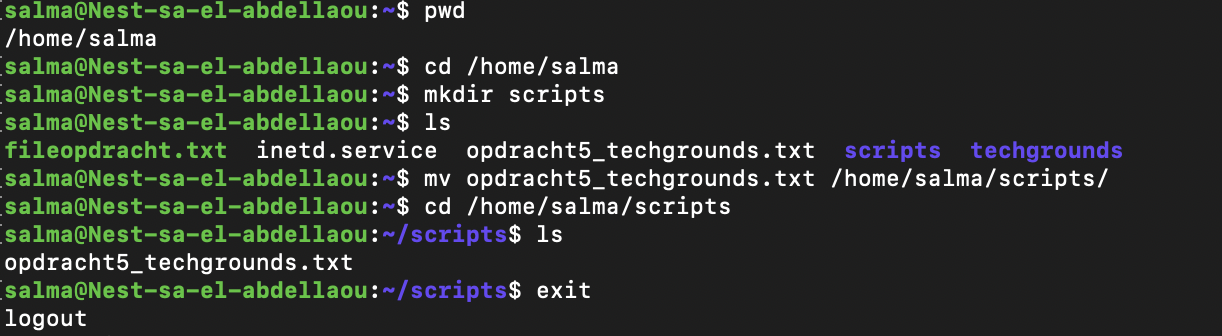 salma@Nest-sa-el-abdellaou:~$ pwd
/home/salma
salma@Nest-sa-el-abdellaou:~$ cd /home/salma
salma@Nest-sa-el-abdellaou:~$ mkdir scripts
salma@Nest-sa-el-abdellaou:~$ ls
fileopdracht.txt  inetd.service  opdracht5_techgrounds.txt  scripts  techgrounds
salma@Nest-sa-el-abdellaou:~$ mv opdracht5_techgrounds.txt /home/salma/scripts/
salma@Nest-sa-el-abdellaou:~$ cd /home/salma/scripts
salma@Nest-sa-el-abdellaou:~/scripts$ ls
opdracht5_techgrounds.txt
salma@Nest-sa-el-abdellaou:~/scripts$ exit
logout